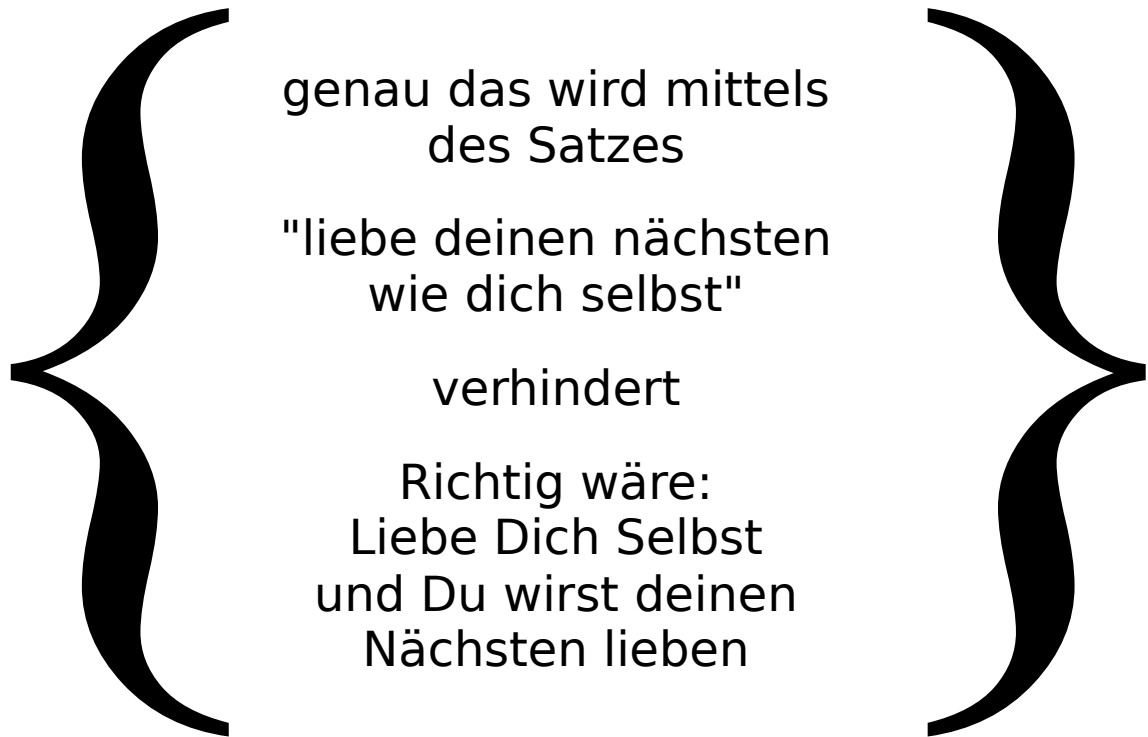 genau das wird mittels
des Satzes
"liebe deinen nächsten
wie dich selbst"
verhindert
Richtig wäre:
Liebe Dich Selbst
und Du wirst deinen
Nächsten lieben